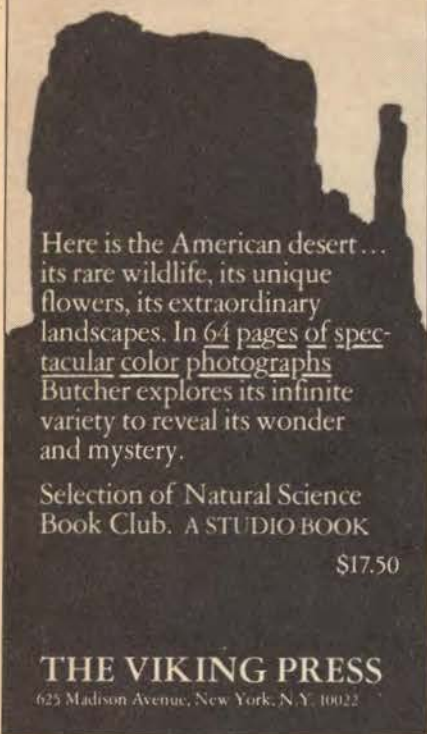 Here is the American desert...
its rare wildlife, its unique
flowers, its extraordinary
landscapes. In 64 pages of spec-
tacular color photographs
Butcher explores its infinite
variety to reveal its wonder
and mystery.
Selection of Natural Science
Book Club. A STUDIO BOOK
$17.50
THE VIKING PRESS
625 Madison Avenue, New York, N.Y. 10022